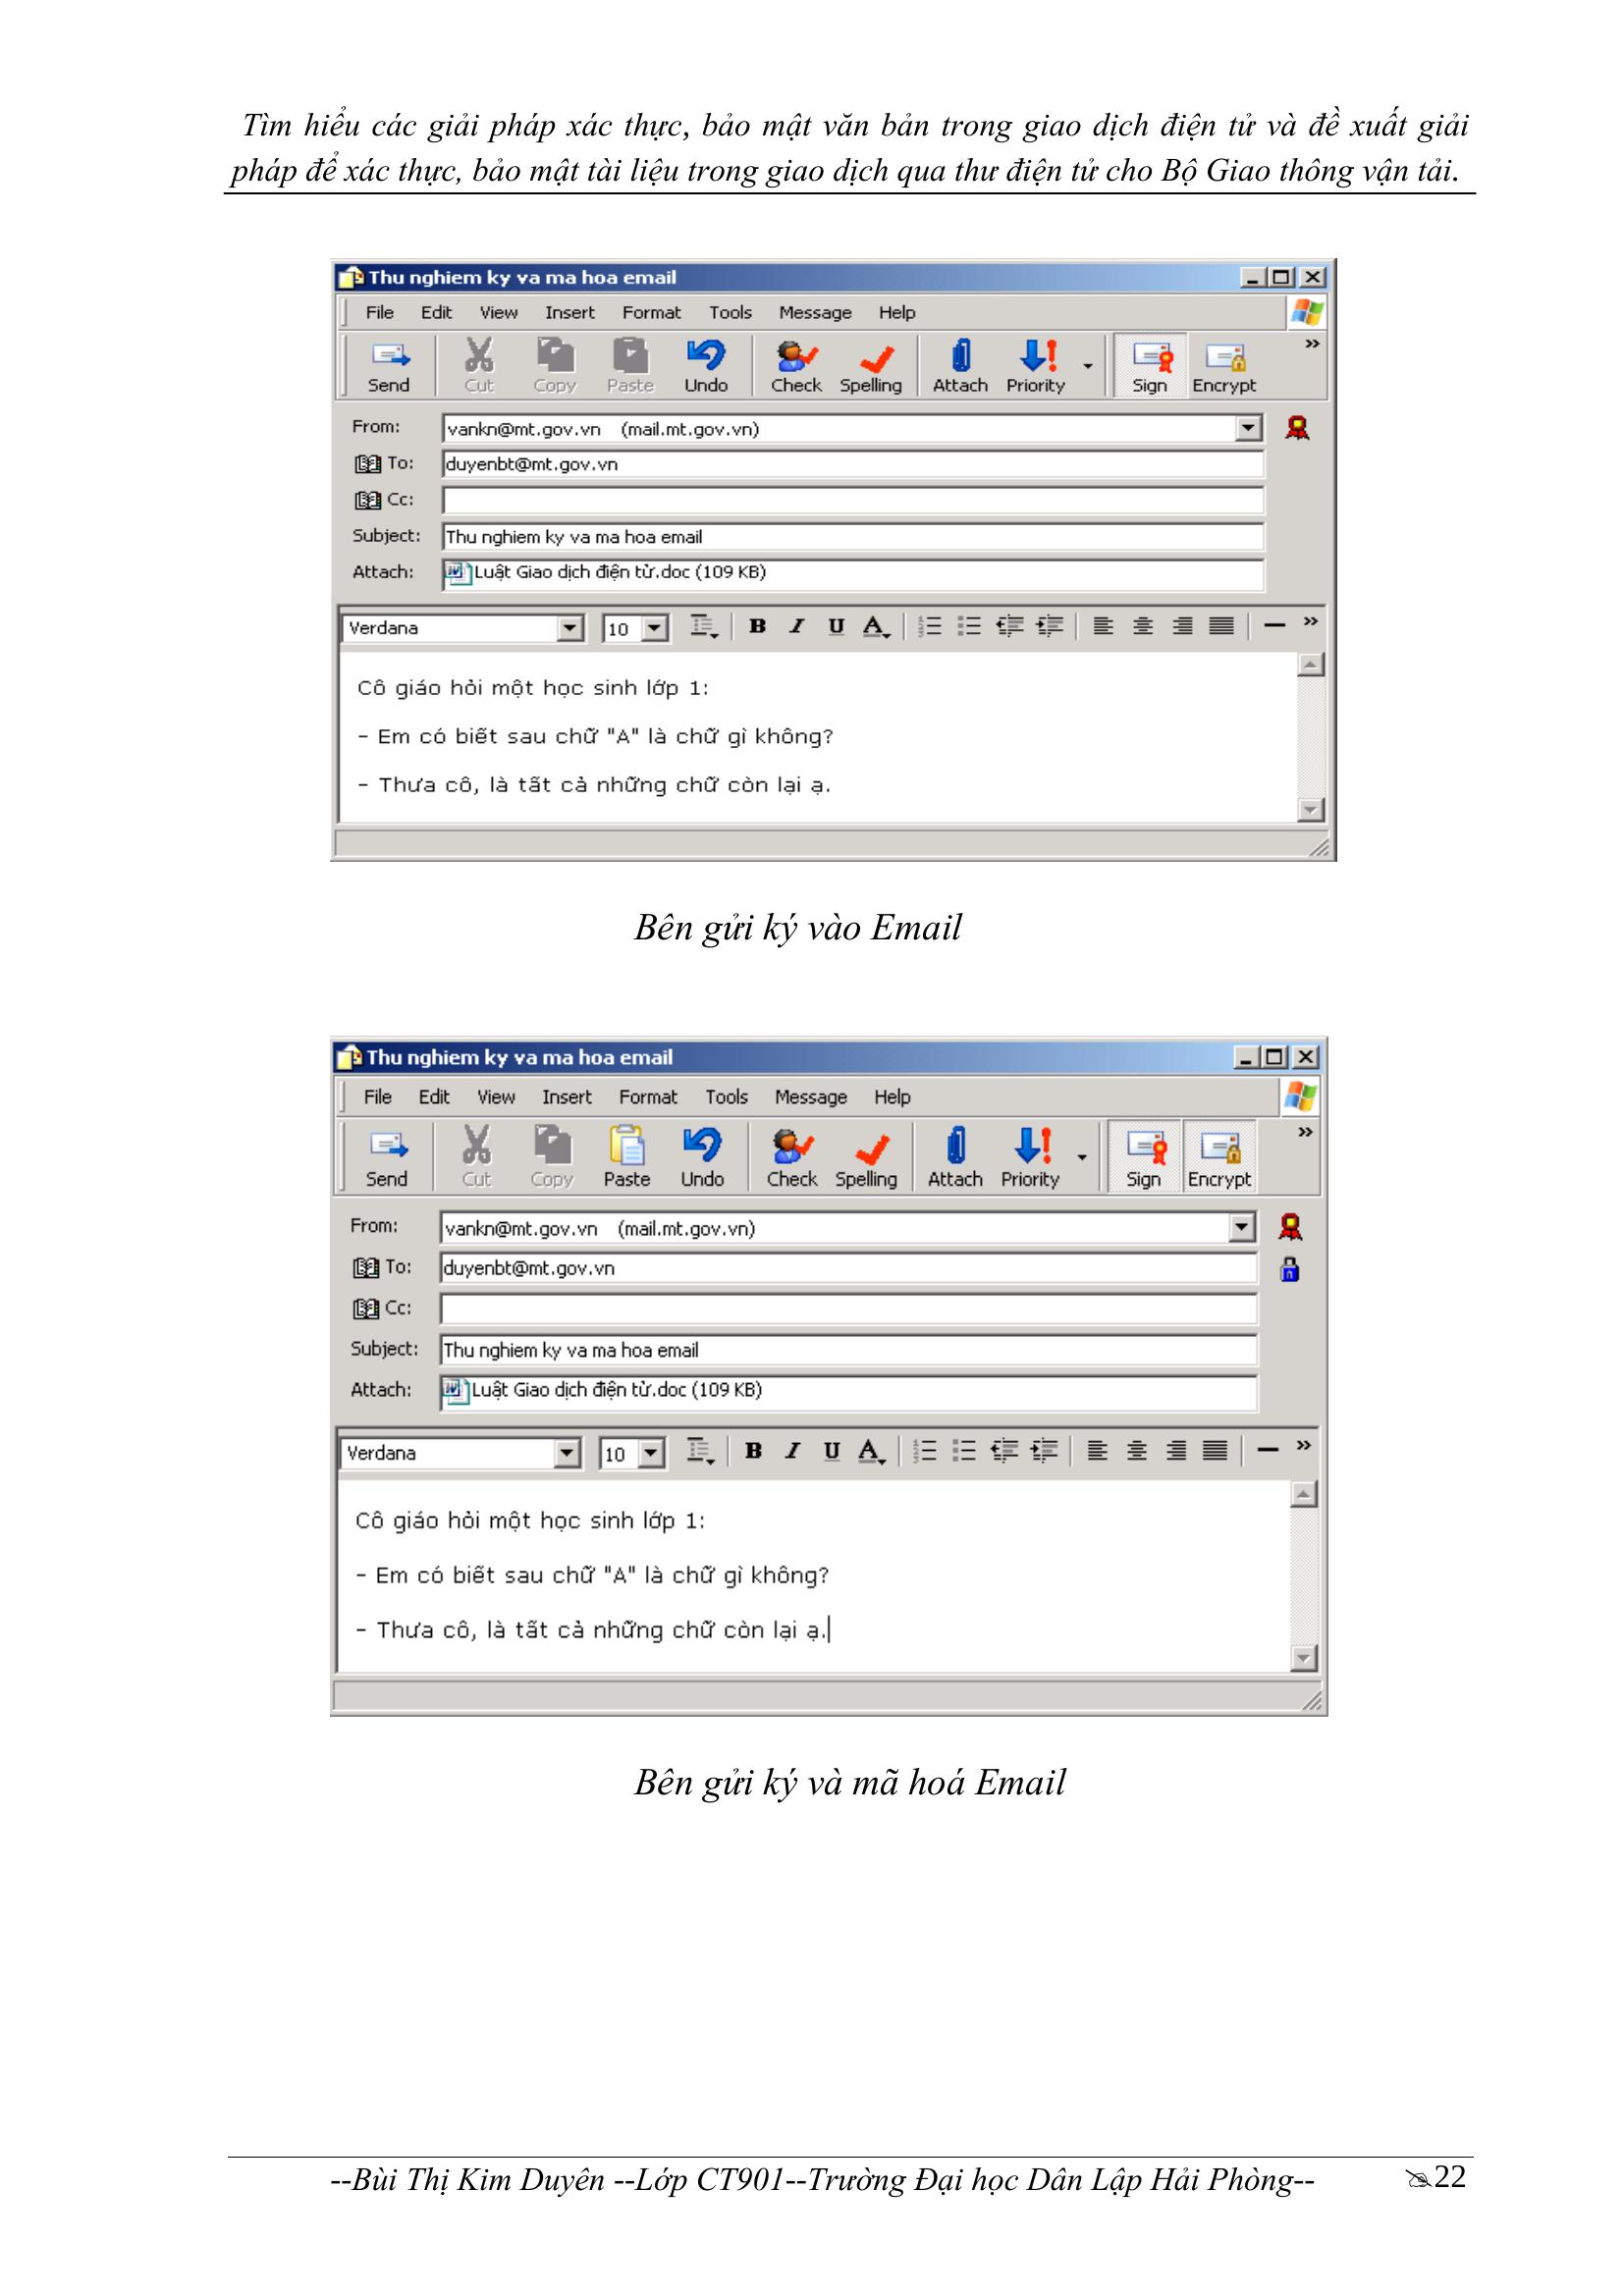 Tìm hiểu các giải pháp xác thực, bảo mật văn bản trong giao dịch điện tử và đề xuất giải
pháp để xác thực, bảo mật tài liệu trong giao dịch qua thư điện tử cho Bộ Giao thông vận tải.
Thu nghiem ky va ma hoa email
File Edit View Insert Format Tools Message Help
Send Cut Copy Paste Undo Check Spelling Attach Priority Sign Encrypt »
From: vankn@mt.gov.vn (mail.mt.gov.vn)
To: duyenbt@mt.gov.vn
Cc:
Subject: Thu nghiem ky va ma hoa email
Attach: Luật Giao dịch điện tử.doc (109 KB)
Verdana 10 B I U A »
Cô giáo hỏi một học sinh lớp 1:
- Em có biết sau chữ "A" là chữ gì không?
- Thưa cô, là tất cả những chữ còn lại ạ.
Bên gửi ký vào Email
Thu nghiem ky va ma hoa email
File Edit View Insert Format Tools Message Help
Send Cut Copy Paste Undo Check Spelling Attach Priority Sign Encrypt »
From: vankn@mt.gov.vn (mail.mt.gov.vn)
To: duyenbt@mt.gov.vn
Cc:
Subject: Thu nghiem ky va ma hoa email
Attach: Luật Giao dịch điện tử.doc (109 KB)
Verdana 10 B I U A »
Cô giáo hỏi một học sinh lớp 1:
- Em có biết sau chữ "A" là chữ gì không?
- Thưa cô, là tất cả những chữ còn lại ạ.
Bên gửi ký và mã hoá Email
--Bùi Thị Kim Duyên --Lớp CT901--Trường Đại học Dân Lập Hải Phòng-- 22